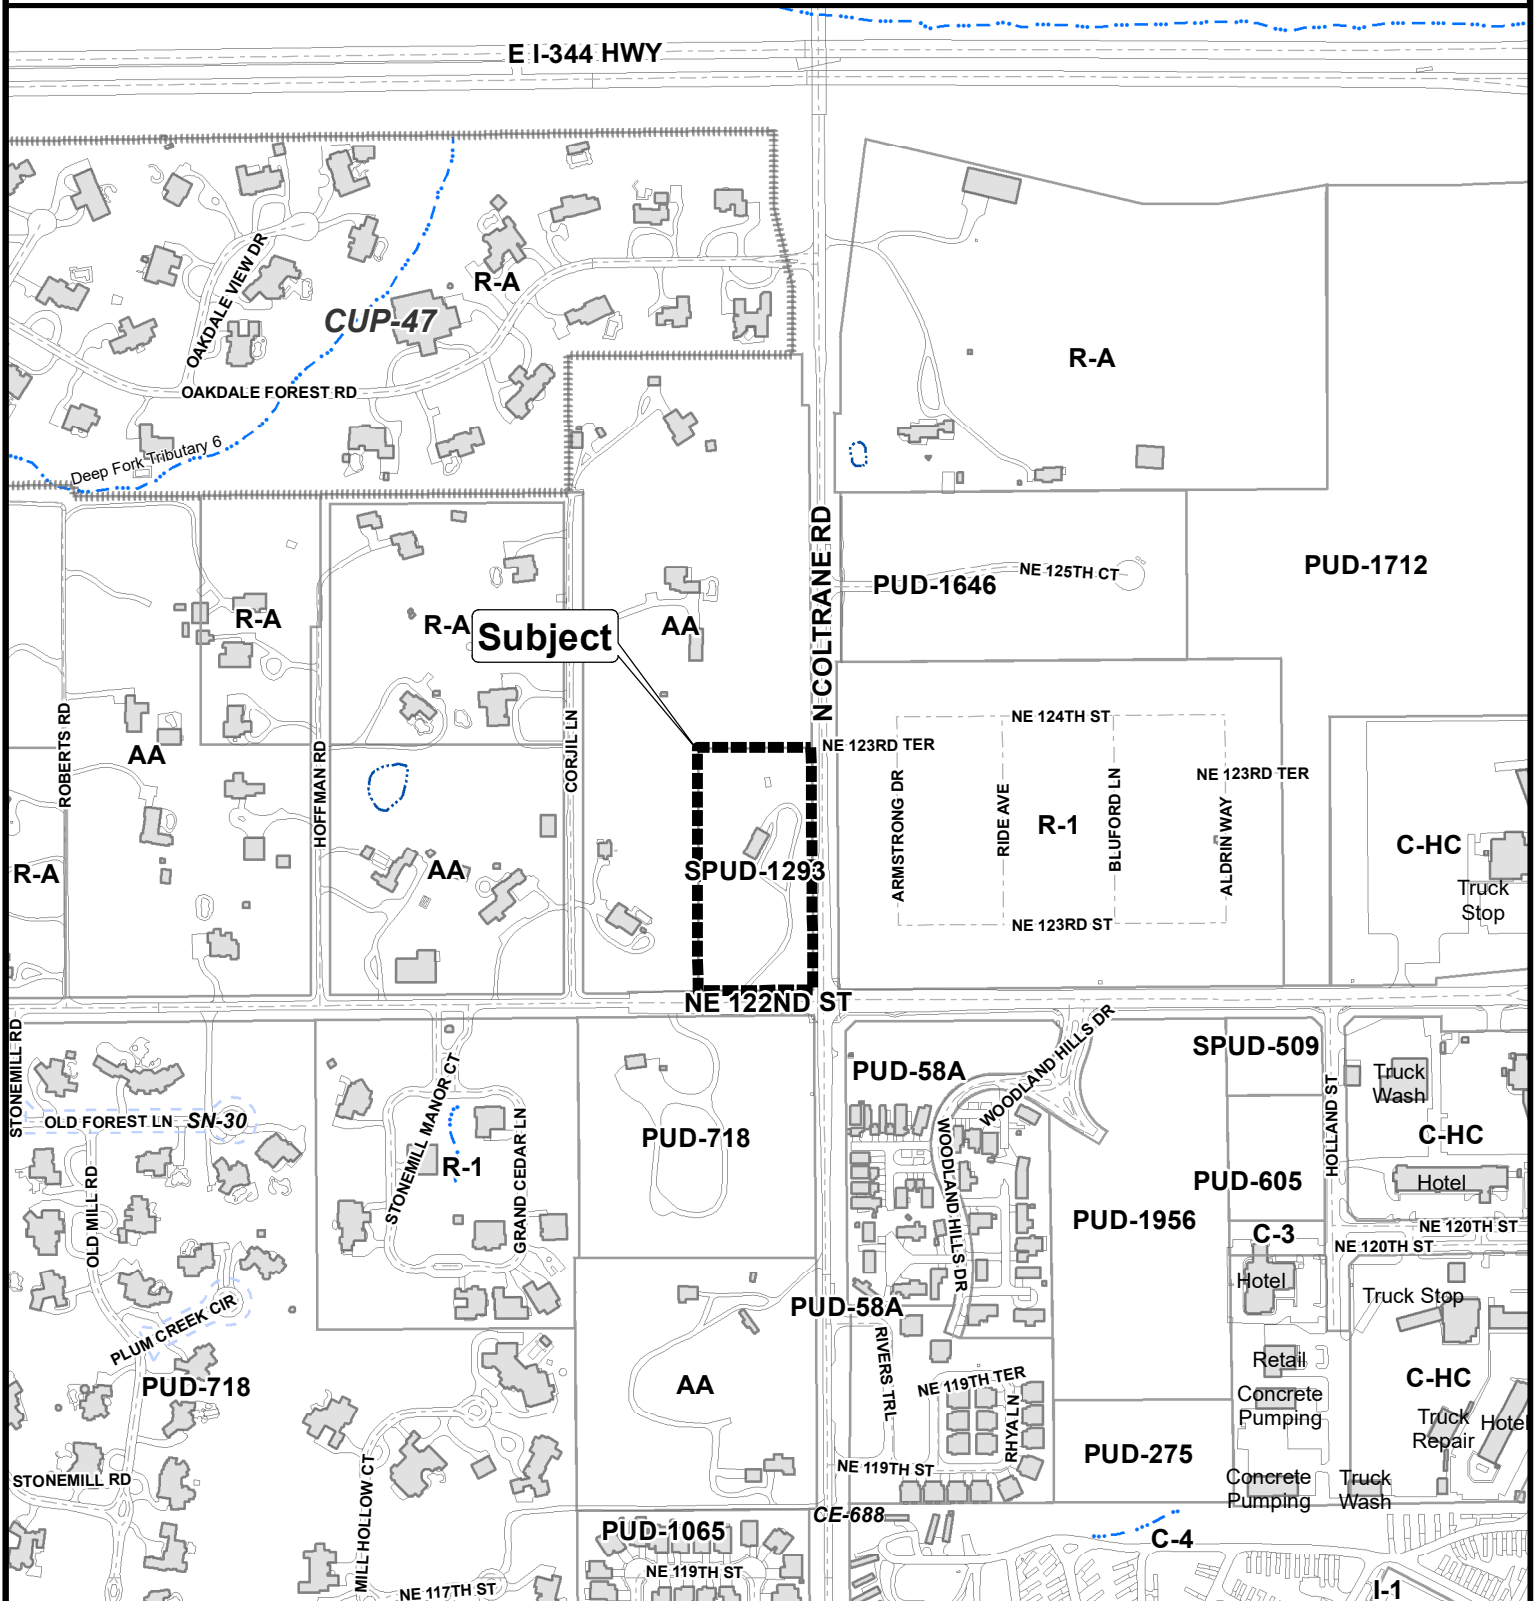 E I-344 HWY
OAKDALE VIEW DR
R-A
CUP-47
R-A
OAKDALE FOREST RD
Deep Fork Tributary 6
N COLTRANE RD
PUD-1712
NE 125TH CT
PUD-1646
R-A
R-A
Subject
AA
ROBERTS RD
HOFFMAN RD
CORJIL LN
NE 124TH ST
NE 123RD TER
AA
NE 123RD TER
ARMSTRONG DR
RIDE AVE
BLUFORD LN
ALDRIN WAY
R-1
C-HC
R-A
AA
SPUD-1293
Truck
Stop
NE 123RD ST
NE 122ND ST
STONEMILL RD
WOODLAND HILLS DR
SPUD-509
PUD-58A
Truck
Wash
HOLLAND ST
OLD FOREST LN
SN-30
STONEMILL MANOR CT
GRAND CEDAR LN
PUD-718
C-HC
R-1
OLD MILL RD
WOODLAND HILLS DR
PUD-605
Hotel
PUD-1956
C-3
NE 120TH ST
NE 120TH ST
Hotel
Truck Stop
PLUM CREEK CIR
PUD-58A
RIVERS TRL
Retail
PUD-718
AA
NE 119TH TER
C-HC
Concrete
Pumping
RHYA LN
Truck
Repair
Hotel
STONEMILL RD
MILL HOLLOW CT
PUD-275
NE 119TH ST
Concrete
Pumping
Truck
Wash
CE-688
PUD-1065
C-4
NE 119TH ST
NE 117TH ST
I-1